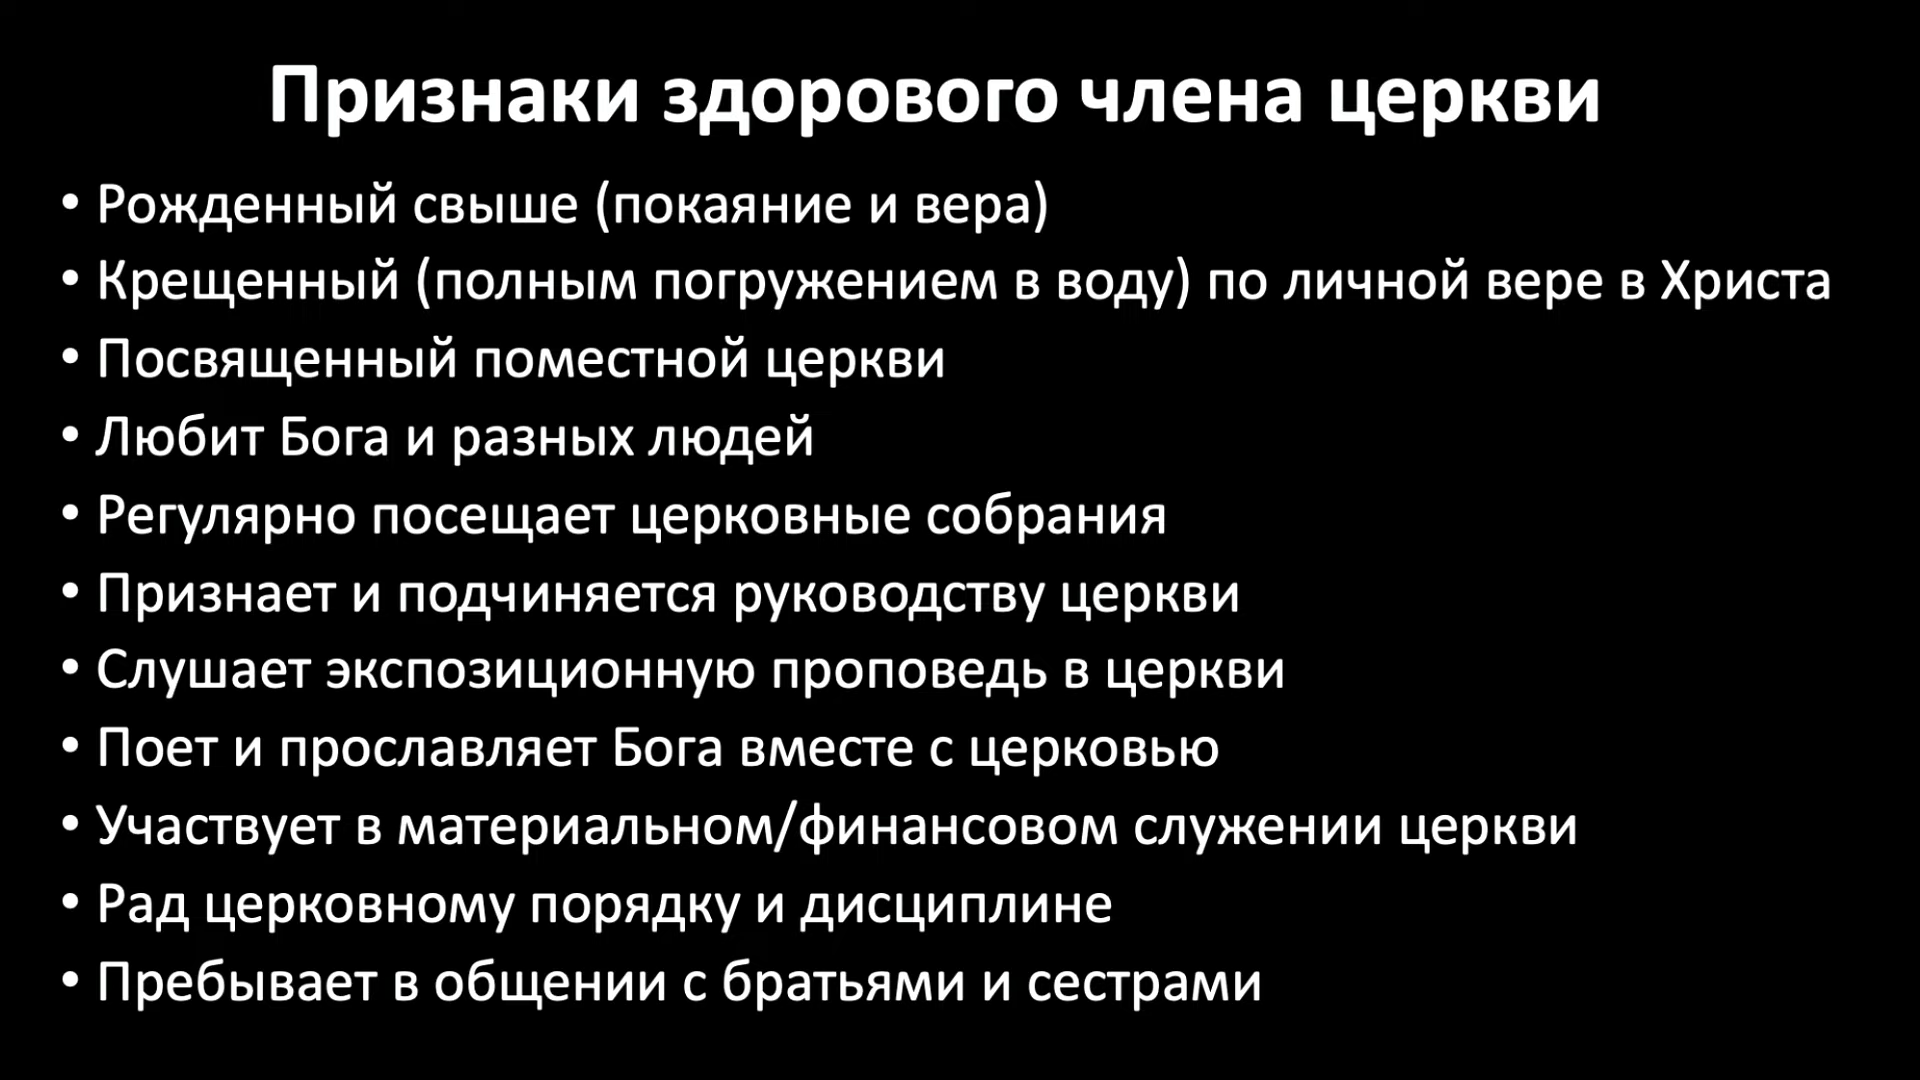 Признаки здорового члена церкви
• Рожденный свыше (покаяние и вера)
• Крещенный (полным погружением в воду) по личной вере в Христа
• Посвященный поместной церкви
• Любит Бога и разных людей
• Регулярно посещает церковные собрания
• Признает и подчиняется руководству церкви
• Слушает экспозиционную проповедь в церкви
• Поет и прославляет Бога вместе с церковью
• Участвует в материальном/финансовом служении церкви
• Рад церковному порядку и дисциплине
• Пребывает в общении с братьями и сестрами